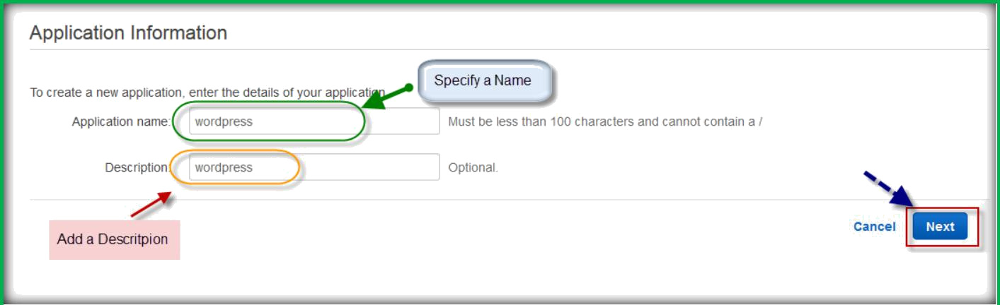 Application Information
Specify a Name
To create a new application, enter the details of your application
Application name: wordpress Must be less than 100 characters and cannot contain a /
Description: wordpress Optional.
Cancel Next
Add a Descritpion